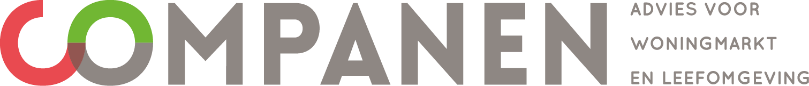 COMPANEN
ADVIES VOOR
WONINGMARKT
EN LEEFOMGEVING